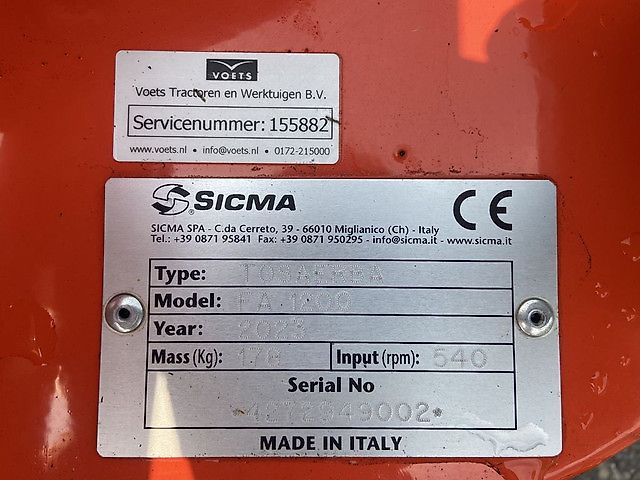 VOETS
Voets Tractoren en Werktuigen B.V.
Servicenummer: 155882
www.voets.nl • info@voets.nl • 0172-215000
SICMA
CE
SICMA SPA - C.da Cerreto, 39 - 66010 Miglianico (Ch) - Italy
Tel.: +39 0871 95841 Fax: +39 0871 950295 - info@sicma.it - www.sicma.it
Type: TOSAERBA
Model: FA 1200
Year: 2023
Mass (Kg): 178 Input (rpm): 540
Serial No
*4272949002*
MADE IN ITALY